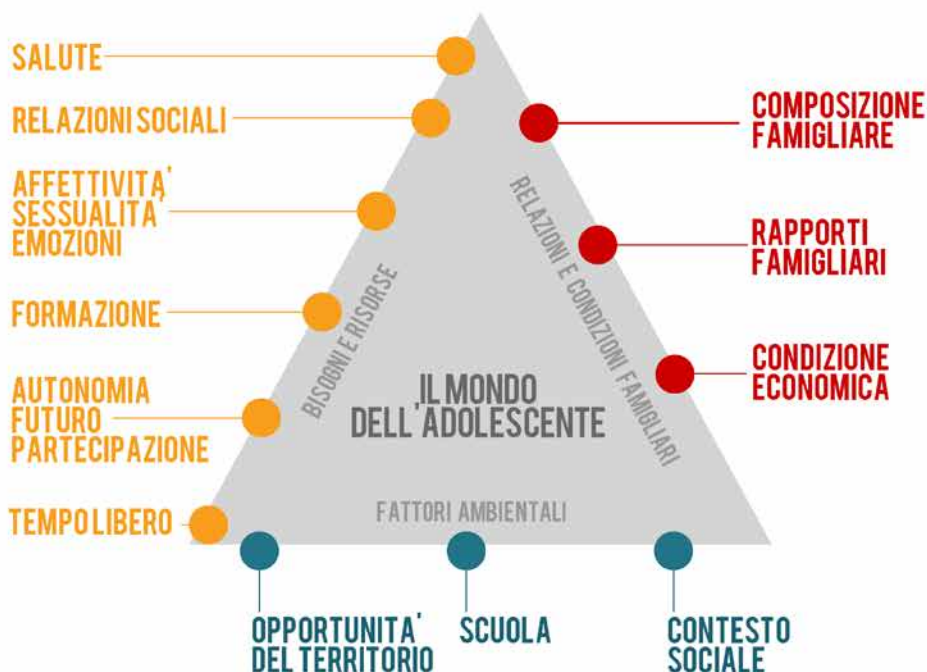 SALUTE
RELAZIONI SOCIALI
AFFETTIVITA'
SESSUALITA'
EMOZIONI
FORMAZIONE
AUTONOMIA
FUTURO
PARTECIPAZIONE
TEMPO LIBERO
BISOGNI E RISORSE
IL MONDO
DELL'ADOLESCENTE
RELAZIONI E CONDIZIONI FAMIGLIARI
FATTORI AMBIENTALI
COMPOSIZIONE
FAMIGLIARE
RAPPORTI
FAMIGLIARI
CONDIZIONE
ECONOMICA
OPPORTUNITA'
DEL TERRITORIO
SCUOLA
CONTESTO
SOCIALE